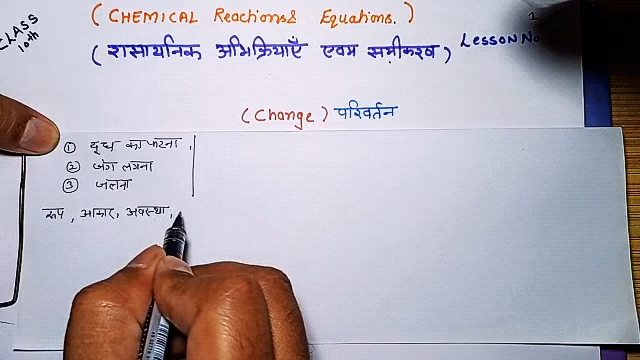 CLASS
10th
( CHEMICAL Reactions & Equations. )
( रासायनिक अभिक्रियाएँ एवम समीकरण ) Lesson No
1
( Change ) परिवर्तन
① दूध का फटना ,
② जंग लगना
③ जलना
रूप , आकार, अवस्था,